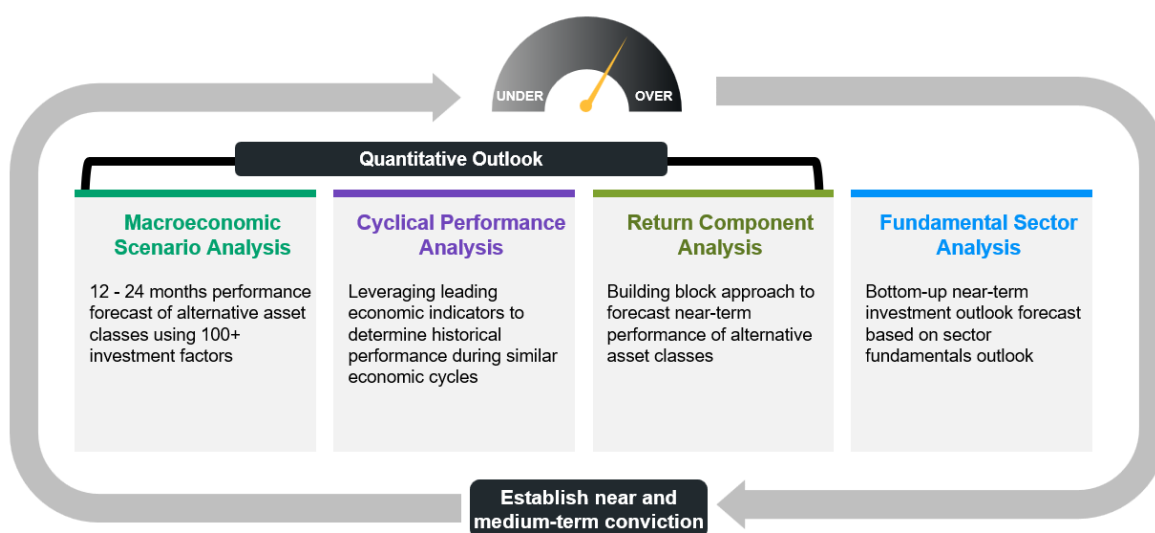 UNDER
OVER
Quantitative Outlook
Macroeconomic
Scenario Analysis
12 - 24 months performance
forecast of alternative asset
classes using 100+
investment factors
Cyclical Performance
Analysis
Leveraging leading
economic indicators to
determine historical
performance during similar
economic cycles
Return Component
Analysis
Building block approach to
forecast near-term
performance of alternative
asset classes
Fundamental Sector
Analysis
Bottom-up near-term
investment outlook forecast
based on sector
fundamentals outlook
Establish near and
medium-term conviction